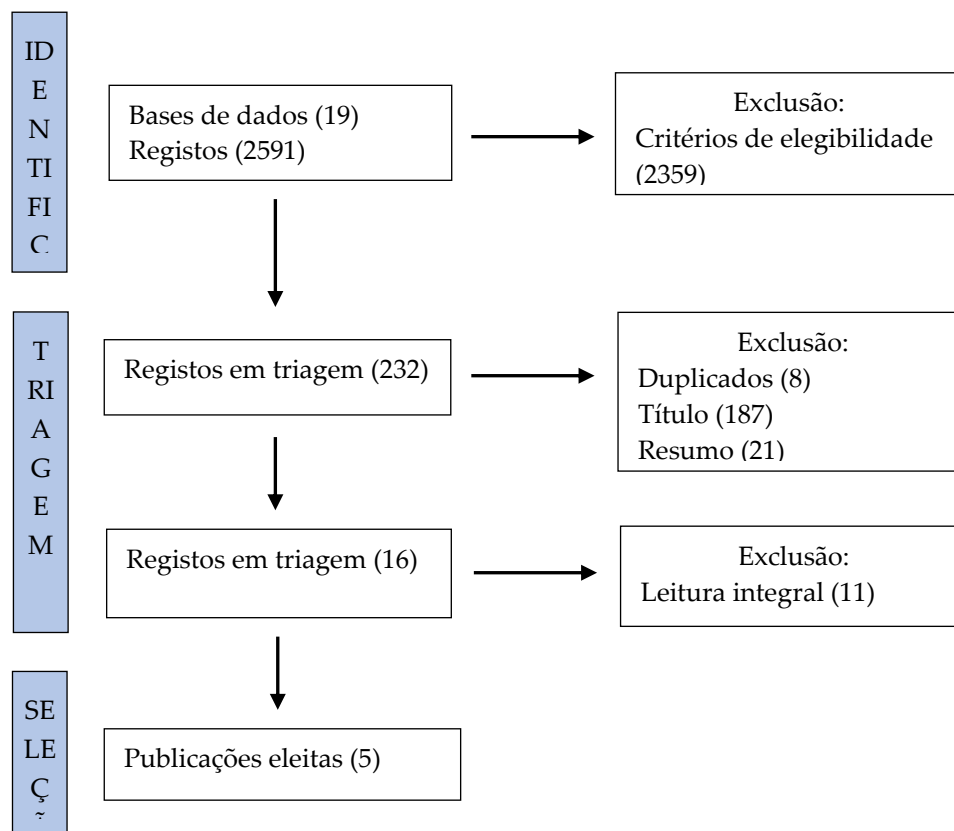 ID
E
N
TI
FI
C
Bases de dados (19)
Registos (2591)
Exclusão:
Critérios de elegibilidade
(2359)
T
RI
A
G
E
M
Registos em triagem (232)
Exclusão:
Duplicados (8)
Título (187)
Resumo (21)
Registos em triagem (16)
Exclusão:
Leitura integral (11)
SE
LE
Ç
Publicações eleitas (5)